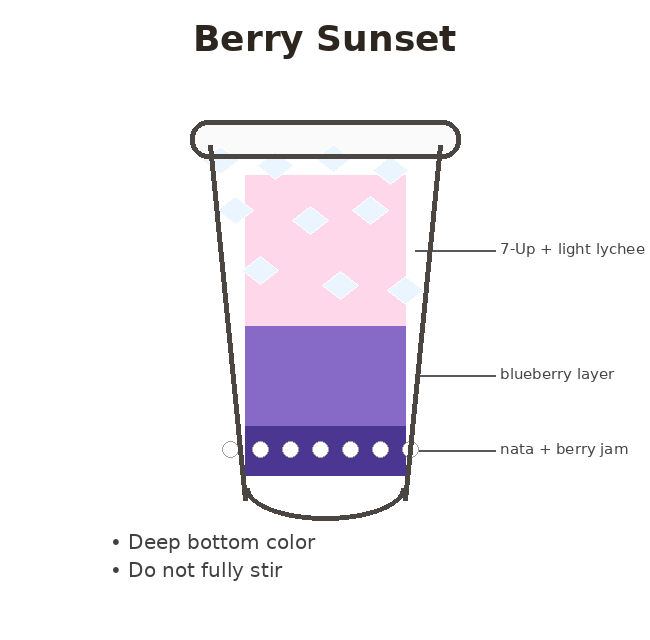 Berry Sunset
7-Up + light lychee
blueberry layer
nata + berry jam
• Deep bottom color
• Do not fully stir